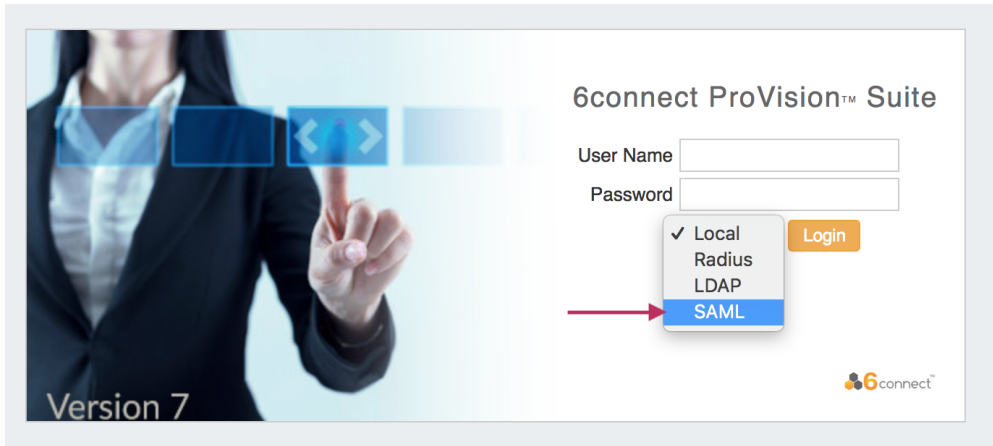 6connect ProVision™ Suite
User Name
Password
✓ Local
Login
Radius
LDAP
SAML
6connect™
Version 7